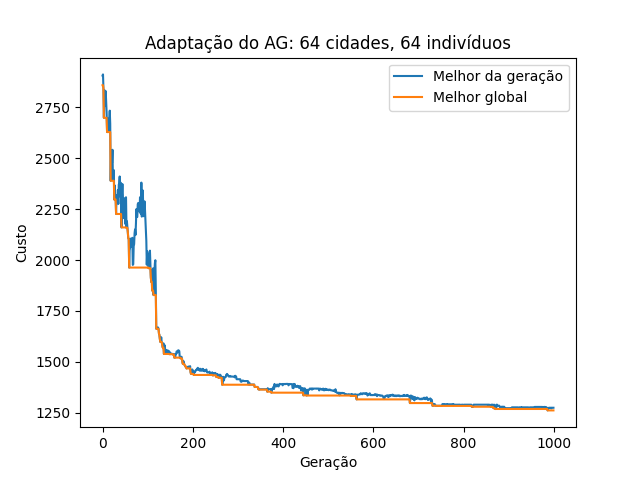 Adaptação do AG: 64 cidades, 64 indivíduos
Melhor da geração
Melhor global
Custo
2750
2500
2250
2000
1750
1500
1250
0 200 400 600 800 1000
Geração